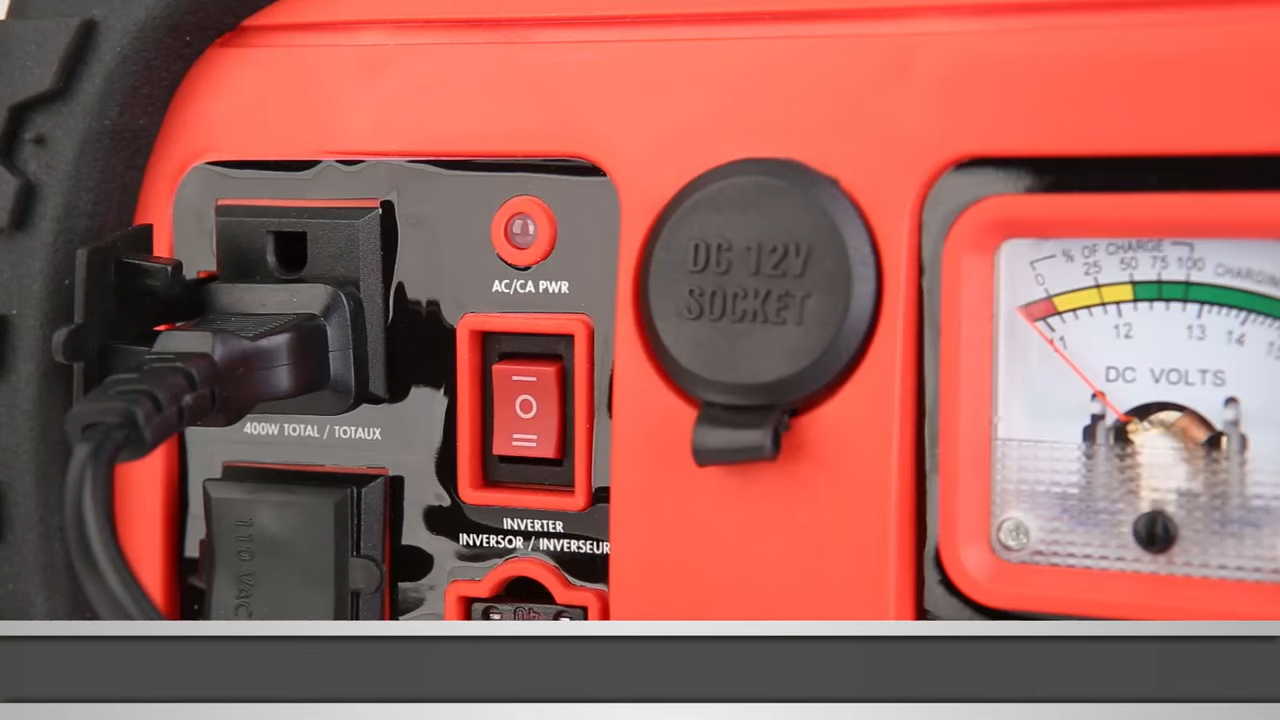 AC/CA PWR
400W TOTAL / TOTAUX
110 VAC
INVERTER
INVERSOR / INVERSEUR
40
DC 12V
SOCKET
% OF CHARGE
0 25 50 75 100
CHARGING
11 12 13 14
DC VOLTS